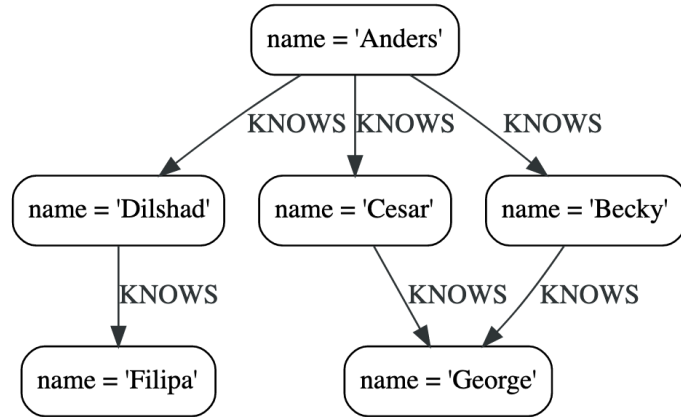 name = 'Anders'
KNOWS
KNOWS
KNOWS
name = 'Dilshad'
name = 'Cesar'
name = 'Becky'
KNOWS
KNOWS
KNOWS
name = 'Filipa'
name = 'George'